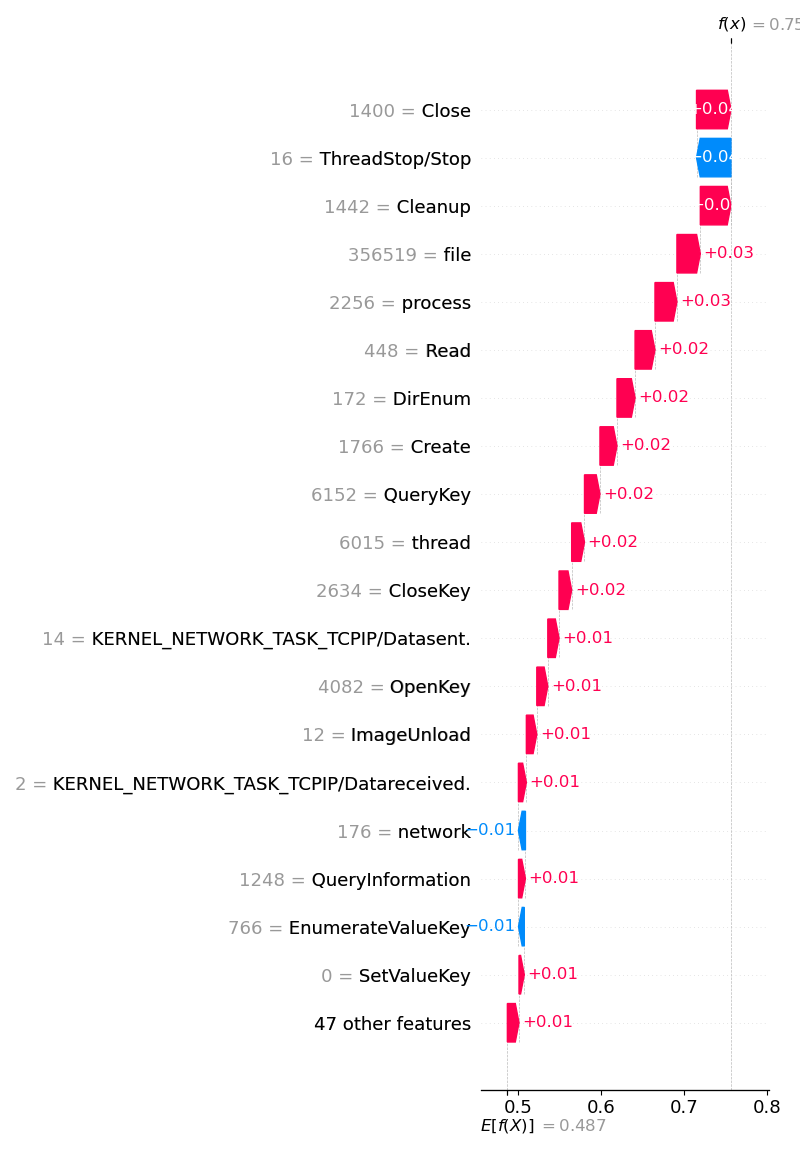 f(x) = 0.75
1400 = Close
+0.04
16 = ThreadStop/Stop
−0.04
1442 = Cleanup
+0.0
356519 = file
+0.03
2256 = process
+0.03
448 = Read
+0.02
172 = DirEnum
+0.02
1766 = Create
+0.02
6152 = QueryKey
+0.02
6015 = thread
+0.02
2634 = CloseKey
+0.02
14 = KERNEL_NETWORK_TASK_TCPIP/Datasent.
+0.01
4082 = OpenKey
+0.01
12 = ImageUnload
+0.01
2 = KERNEL_NETWORK_TASK_TCPIP/Datareceived.
+0.01
176 = network
−0.01
1248 = QueryInformation
+0.01
766 = EnumerateValueKey
−0.01
0 = SetValueKey
+0.01
47 other features
+0.01
0.5 0.6 0.7 0.8
E[f(X)] = 0.487